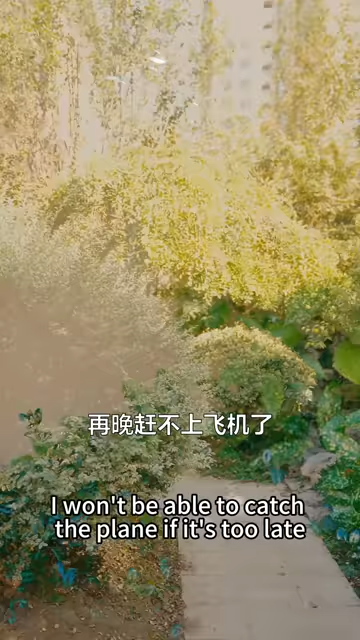 再晚赶不上飞机了
I won't be able to catch
the plane if it's too late